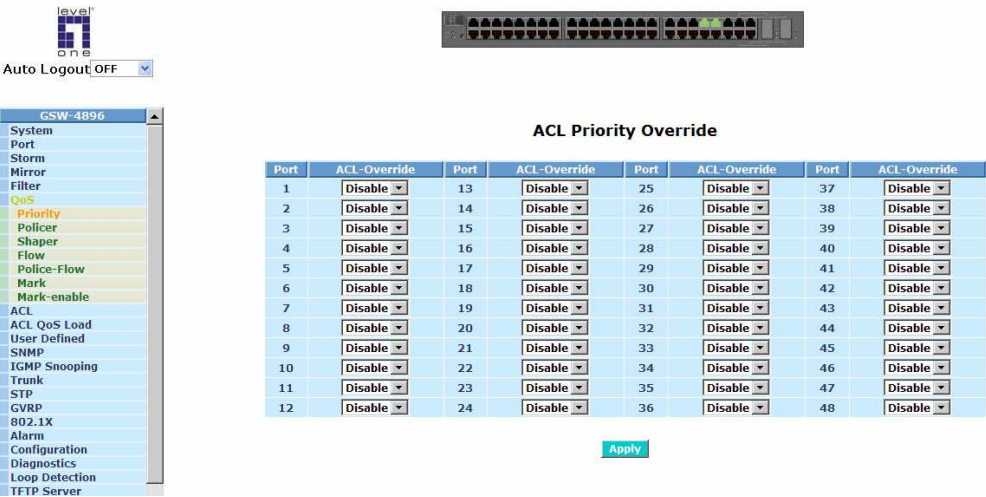 level
one
Auto Logout OFF
GSW-4896
System
Port
Storm
Mirror
Filter
QoS
Priority
Policer
Shaper
Flow
Police-Flow
Mark
Mark-enable
ACL
ACL QoS Load
User Defined
SNMP
IGMP Snooping
Trunk
STP
GVRP
802.1X
Alarm
Configuration
Diagnostics
Loop Detection
TFTP Server
ACL Priority Override
Port ACL-Override Port ACL-Override Port ACL-Override Port ACL-Override
1 Disable 13 Disable 25 Disable 37 Disable
2 Disable 14 Disable 26 Disable 38 Disable
3 Disable 15 Disable 27 Disable 39 Disable
4 Disable 16 Disable 28 Disable 40 Disable
5 Disable 17 Disable 29 Disable 41 Disable
6 Disable 18 Disable 30 Disable 42 Disable
7 Disable 19 Disable 31 Disable 43 Disable
8 Disable 20 Disable 32 Disable 44 Disable
9 Disable 21 Disable 33 Disable 45 Disable
10 Disable 22 Disable 34 Disable 46 Disable
11 Disable 23 Disable 35 Disable 47 Disable
12 Disable 24 Disable 36 Disable 48 Disable
Apply